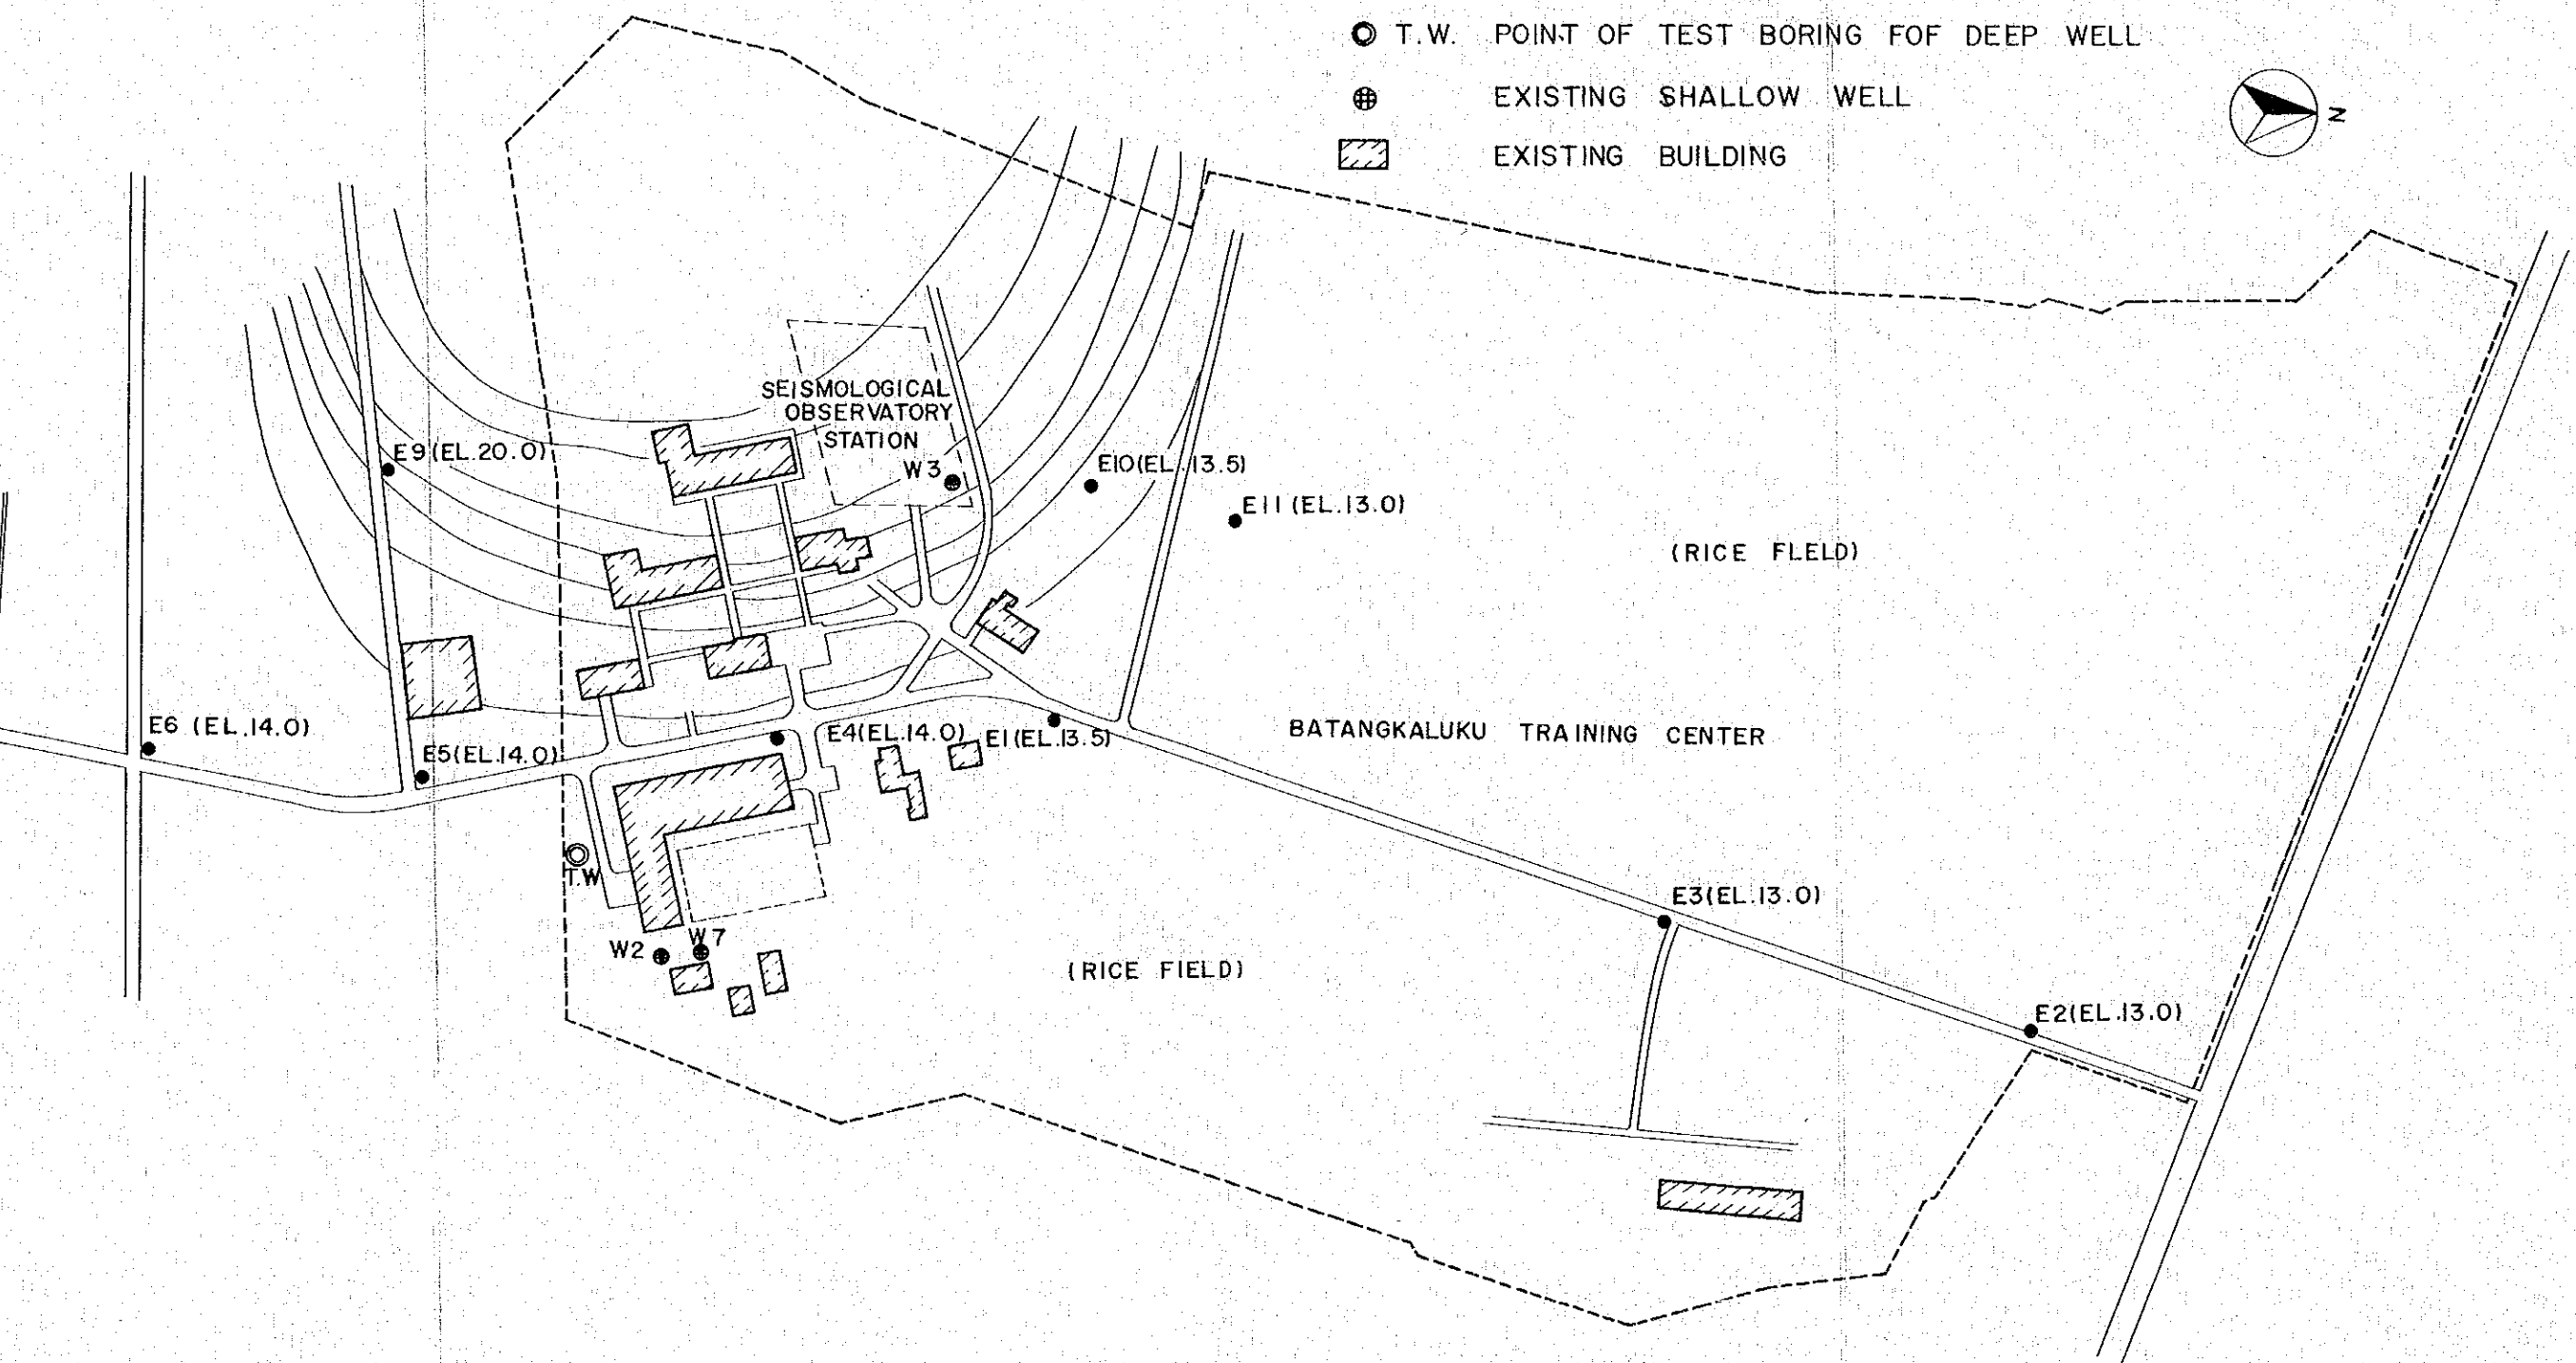 T.W. POINT OF TEST BORING FOF DEEP WELL
EXISTING SHALLOW WELL
EXISTING BUILDING
N
SEISMOLOGICAL
OBSERVATORY
STATION
W3
E9(EL.20.0)
E10(EL.13.5)
E11(EL.13.0)
(RICE FLELD)
E6 (EL.14.0)
E5(EL.14.0)
E4(EL.14.0)
E1(EL.13.5)
BATANGKALUKU TRAINING CENTER
T.W
E3(EL.13.0)
W2
W7
(RICE FIELD)
E2(EL.13.0)